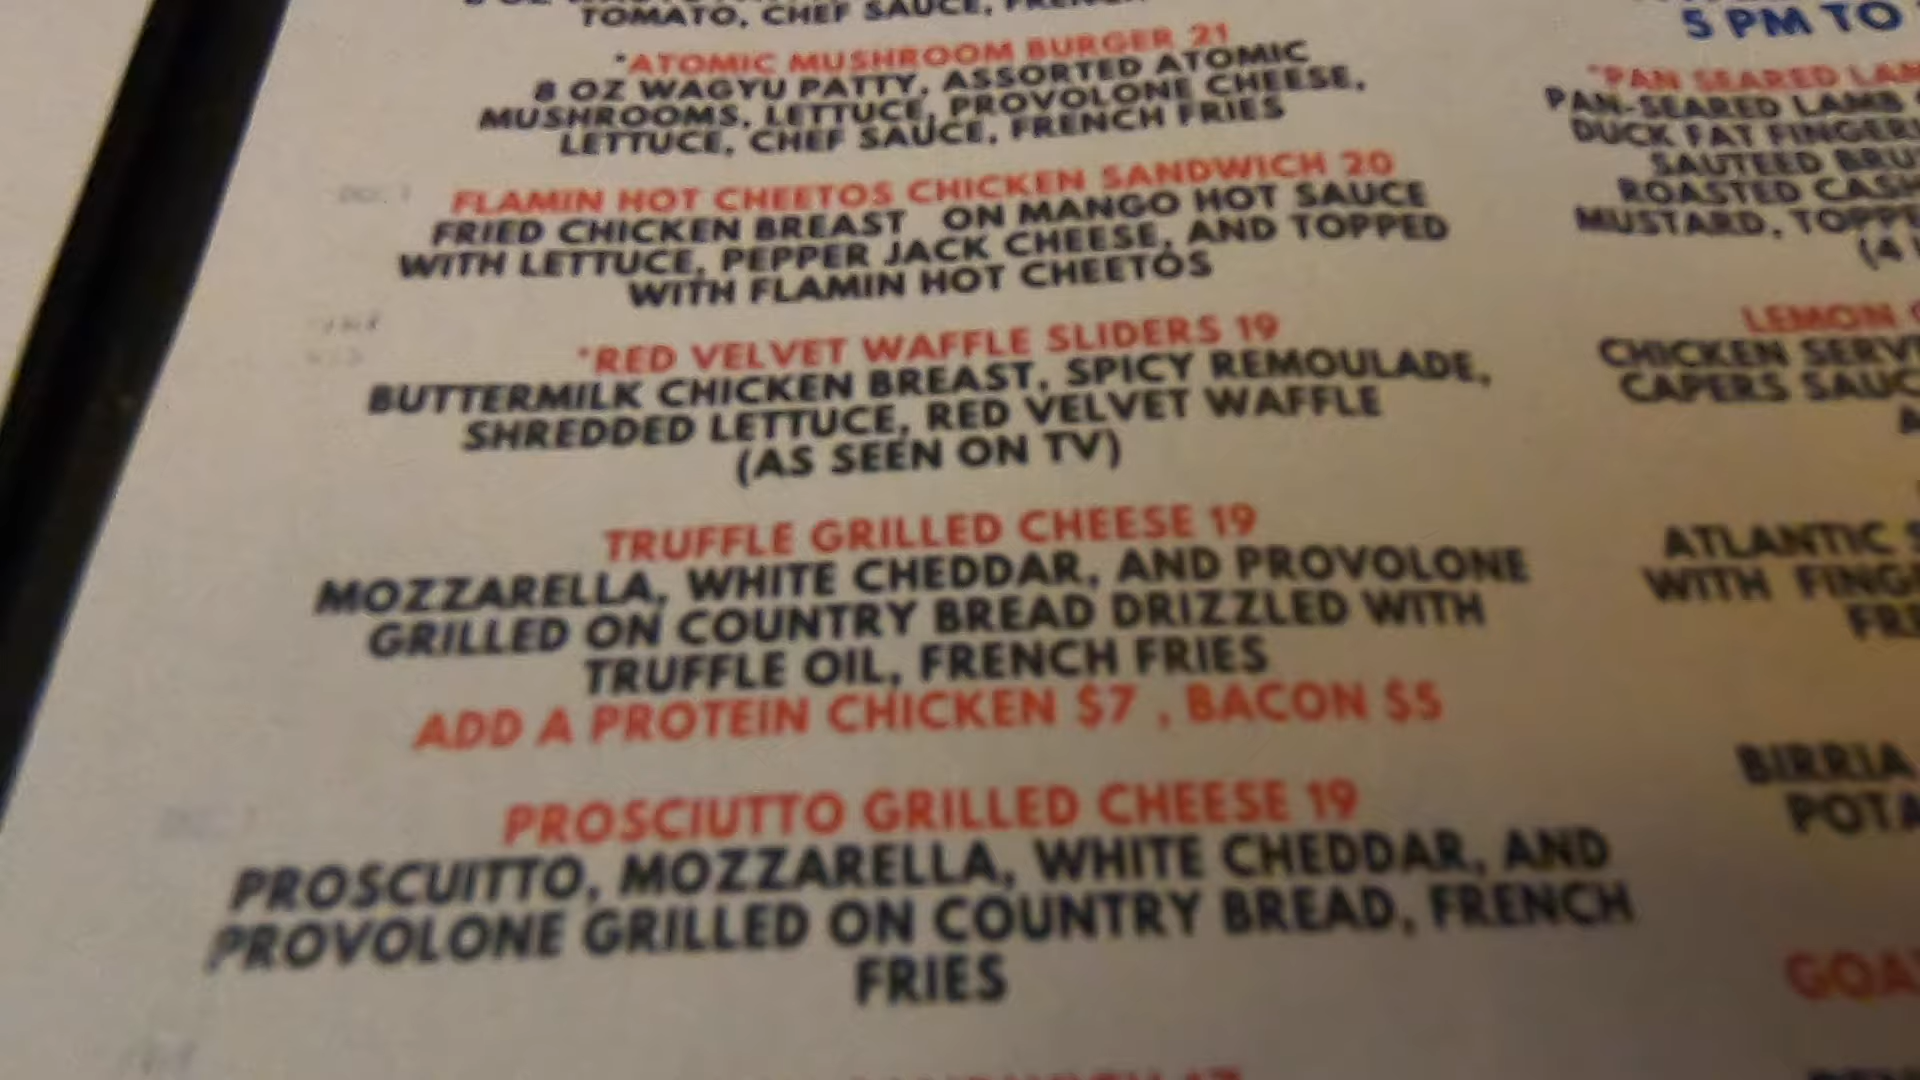 TOMATO, CHEF SAUCE, FRENCH
*ATOMIC MUSHROOM BURGER 21
8 OZ WAGYU PATTY, ASSORTED ATOMIC
MUSHROOMS, LETTUCE, PROVOLONE CHEESE,
LETTUCE, CHEF SAUCE, FRENCH FRIES
FLAMIN HOT CHEETOS CHICKEN SANDWICH 20
FRIED CHICKEN BREAST ON MANGO HOT SAUCE
WITH LETTUCE, PEPPER JACK CHEESE, AND TOPPED
WITH FLAMIN HOT CHEETOS
*RED VELVET WAFFLE SLIDERS 19
BUTTERMILK CHICKEN BREAST, SPICY REMOULADE,
SHREDDED LETTUCE, RED VELVET WAFFLE
(AS SEEN ON TV)
TRUFFLE GRILLED CHEESE 19
MOZZARELLA, WHITE CHEDDAR, AND PROVOLONE
GRILLED ON COUNTRY BREAD DRIZZLED WITH
TRUFFLE OIL, FRENCH FRIES
ADD A PROTEIN CHICKEN $7 , BACON $5
PROSCIUTTO GRILLED CHEESE 19
PROSCUITTO, MOZZARELLA, WHITE CHEDDAR, AND
PROVOLONE GRILLED ON COUNTRY BREAD, FRENCH
FRIES
5 PM TO
*PAN SEARED
PAN-SEARED LAMB
DUCK FAT
SAUTEED
ROASTED
MUSTARD,
(4
LEMON
CHICKEN
CAPERS
ATLANTIC
WITH
BIRRIA